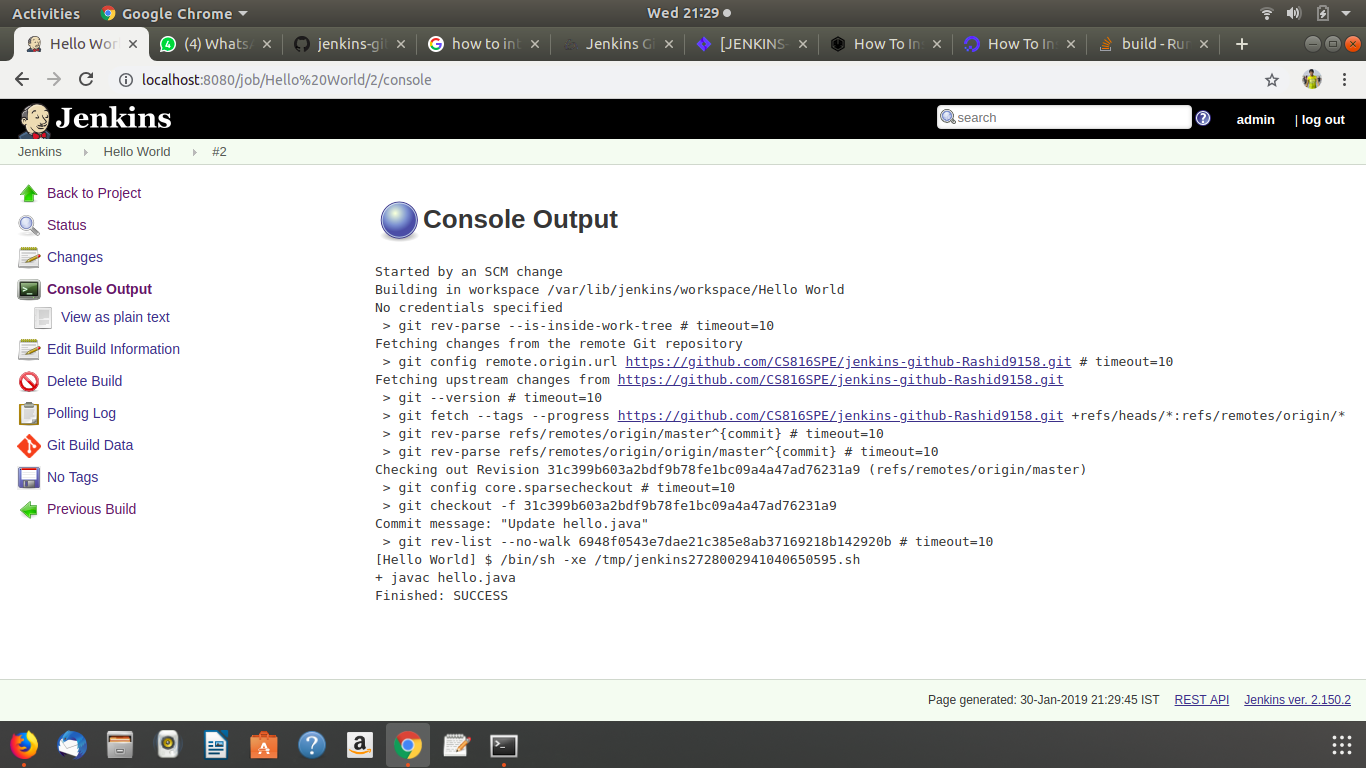 Activities
Google Chrome
Wed 21:29
Hello Wor
(4) Whats
jenkins-git
how to int
Jenkins Gi
[JENKINS-
How To Ins
How To Ins
build - Run
localhost:8080/job/Hello%20World/2/console
Jenkins
search
admin
| log out
Jenkins
Hello World
#2
Back to Project
Status
Changes
Console Output
View as plain text
Edit Build Information
Delete Build
Polling Log
Git Build Data
No Tags
Previous Build
Console Output
Started by an SCM change
Building in workspace /var/lib/jenkins/workspace/Hello World
No credentials specified
> git rev-parse --is-inside-work-tree # timeout=10
Fetching changes from the remote Git repository
> git config remote.origin.url https://github.com/CS816SPE/jenkins-github-Rashid9158.git # timeout=10
Fetching upstream changes from https://github.com/CS816SPE/jenkins-github-Rashid9158.git
> git --version # timeout=10
> git fetch --tags --progress https://github.com/CS816SPE/jenkins-github-Rashid9158.git +refs/heads/*:refs/remotes/origin/*
> git rev-parse refs/remotes/origin/master^{commit} # timeout=10
> git rev-parse refs/remotes/origin/origin/master^{commit} # timeout=10
Checking out Revision 31c399b603a2bdf9b78fe1bc09a4a47ad76231a9 (refs/remotes/origin/master)
> git config core.sparsecheckout # timeout=10
> git checkout -f 31c399b603a2bdf9b78fe1bc09a4a47ad76231a9
Commit message: "Update hello.java"
> git rev-list --no-walk 6948f0543e7dae21c385e8ab37169218b142920b # timeout=10
[Hello World] $ /bin/sh -xe /tmp/jenkins2728002941040650595.sh
+ javac hello.java
Finished: SUCCESS
Page generated: 30-Jan-2019 21:29:45 IST
REST API
Jenkins ver. 2.150.2